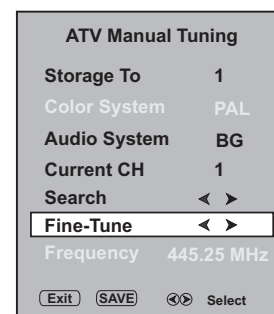 ATV Manual Tuning
Storage To 1
Color System PAL
Audio System BG
Current CH 1
Search
Fine-Tune
Frequency 445.25 MHz
Exit SAVE Select